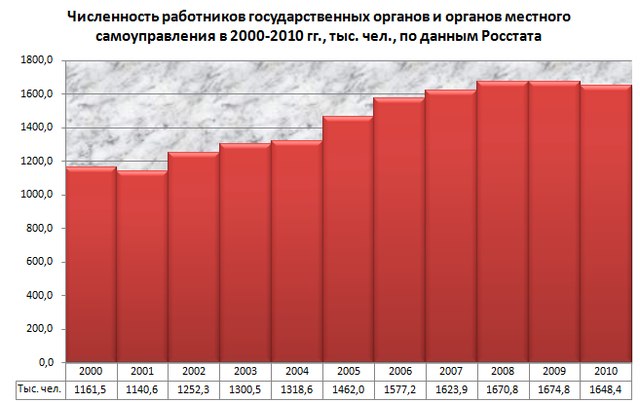 Численность работников государственных органов и органов местного
самоуправления в 2000-2010 гг., тыс. чел., по данным Росстата
1800,0
1600,0
1400,0
1200,0
1000,0
800,0
600,0
400,0
200,0
0,0
2000 2001 2002 2003 2004 2005 2006 2007 2008 2009 2010
Тыс. чел. 1161,5 1140,6 1252,3 1300,5 1318,6 1462,0 1577,2 1623,9 1670,8 1674,8 1648,4